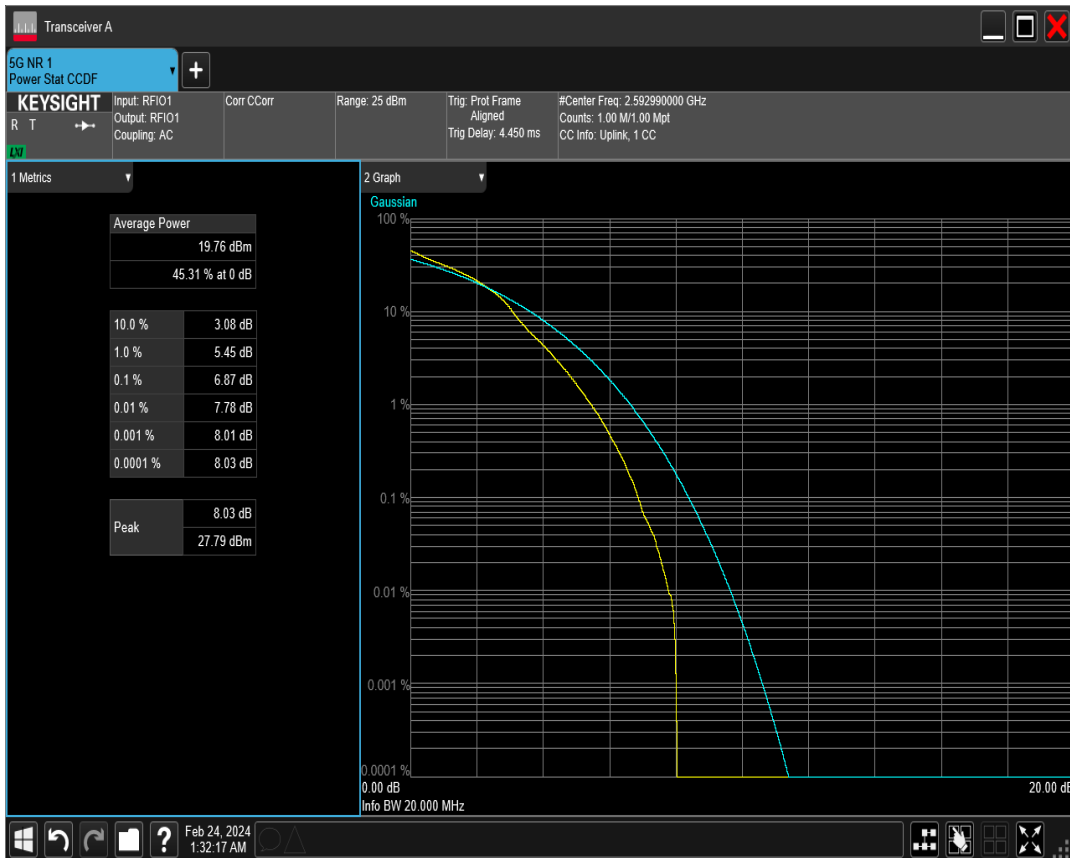 Transceiver A
5G NR 1
Power Stat CCDF
+
KEYSIGHT
R T
LXI
Input: RFIO1
Output: RFIO1
Coupling: AC
Corr CCorr
Range: 25 dBm
Trig: Prot Frame
Aligned
Trig Delay: 4.450 ms
#Center Freq: 2.592990000 GHz
Counts: 1.00 M/1.00 Mpt
CC Info: Uplink, 1 CC
1 Metrics
Average Power
19.76 dBm
45.31 % at 0 dB
10.0 % 3.08 dB
1.0 % 5.45 dB
0.1 % 6.87 dB
0.01 % 7.78 dB
0.001 % 8.01 dB
0.0001 % 8.03 dB
Peak
8.03 dB
27.79 dBm
2 Graph
Gaussian
100 %
10 %
1 %
0.1 %
0.01 %
0.001 %
0.0001 %
0.00 dB
20.00 dB
Info BW 20.000 MHz
?
Feb 24, 2024
1:32:17 AM